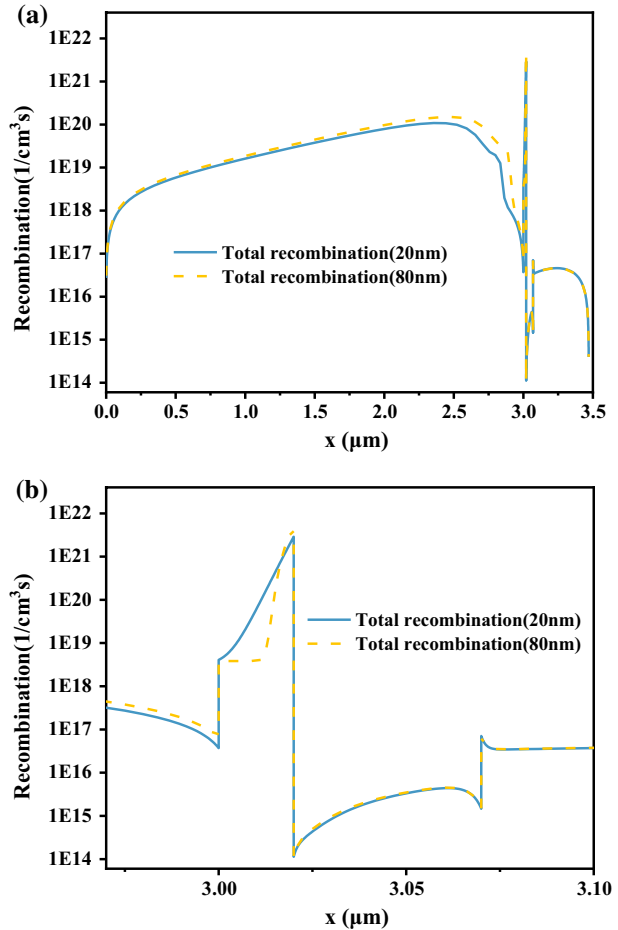 (a)
1E22
1E21
1E20
1E19
1E18
1E17
1E16
1E15
1E14
Recombination(1/cm³s)
Total recombination(20nm)
Total recombination(80nm)
0.0 0.5 1.0 1.5 2.0 2.5 3.0 3.5
x (μm)
(b)
1E22
1E21
1E20
1E19
1E18
1E17
1E16
1E15
1E14
Recombination(1/cm³s)
Total recombination(20nm)
Total recombination(80nm)
3.00 3.05 3.10
x (μm)